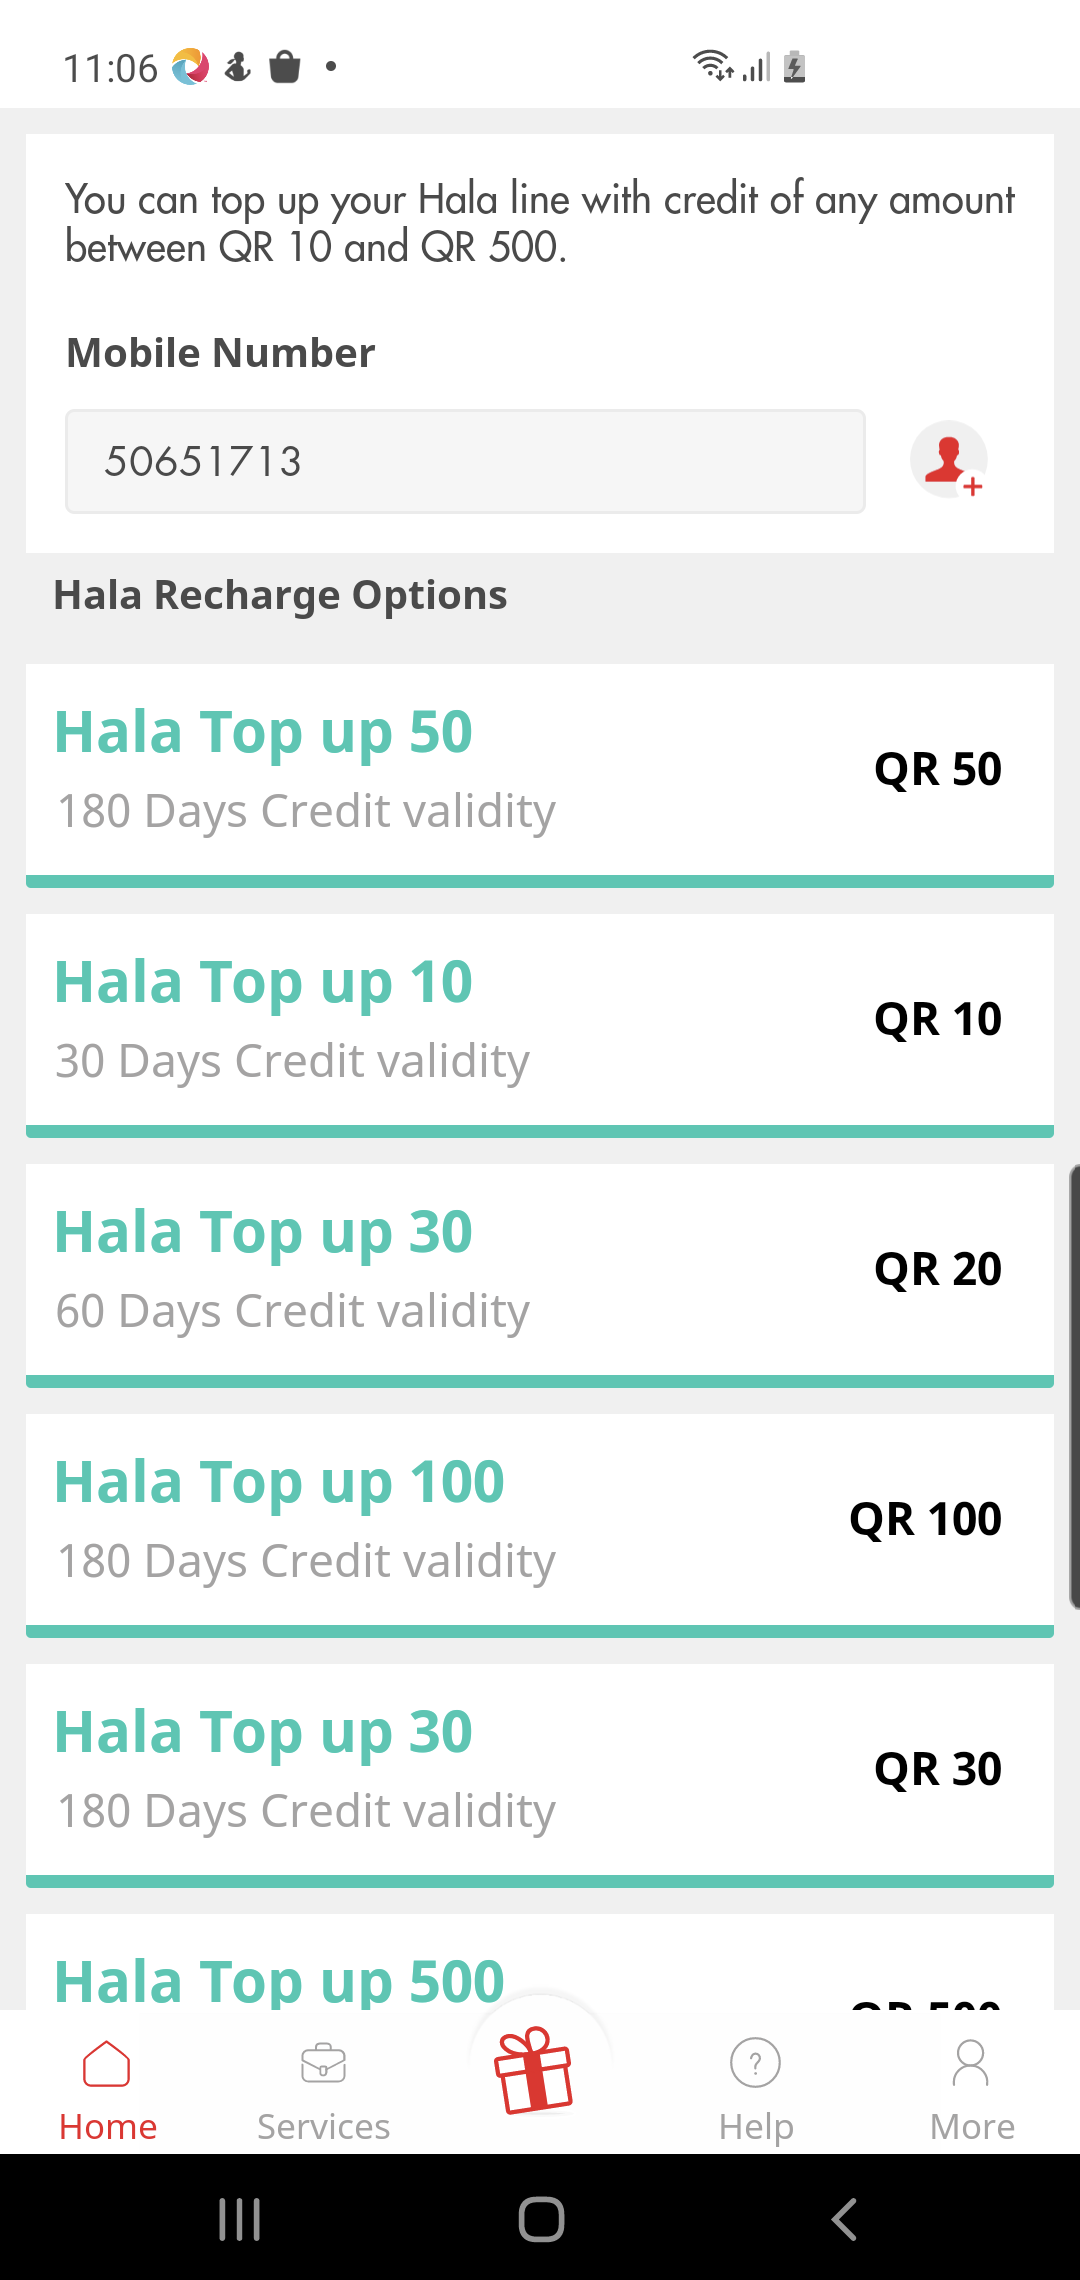 11:06
You can top up your Hala line with credit of any amount
between QR 10 and QR 500.
Mobile Number
50651713
Hala Recharge Options
Hala Top up 50
QR 50
180 Days Credit validity
Hala Top up 10
QR 10
30 Days Credit validity
Hala Top up 30
QR 20
60 Days Credit validity
Hala Top up 100
QR 100
180 Days Credit validity
Hala Top up 30
QR 30
180 Days Credit validity
Hala Top up 500
QR 500
Home
Services
Help
More